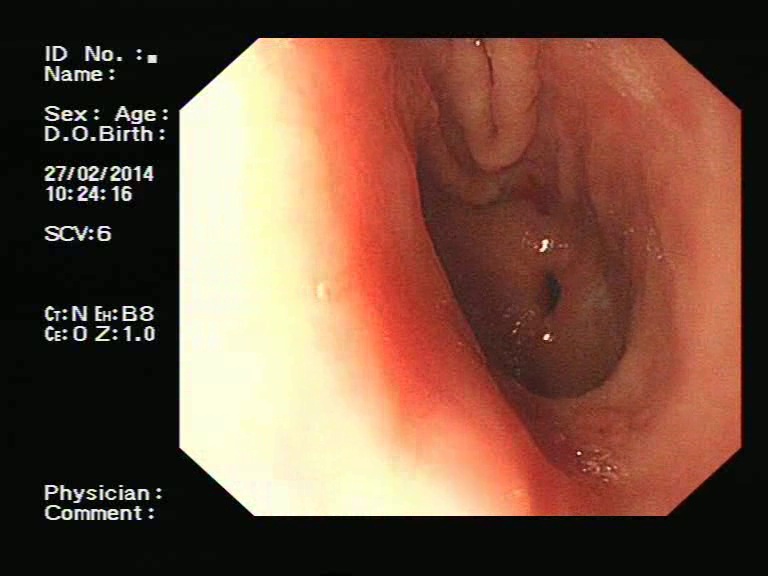 ID No. :
Name:
Sex: Age:
D.O.Birth:
27/02/2014
10:24:16
SCV:6
CT:N EH:B8
CE:0 Z:1.0
Physician:
Comment: